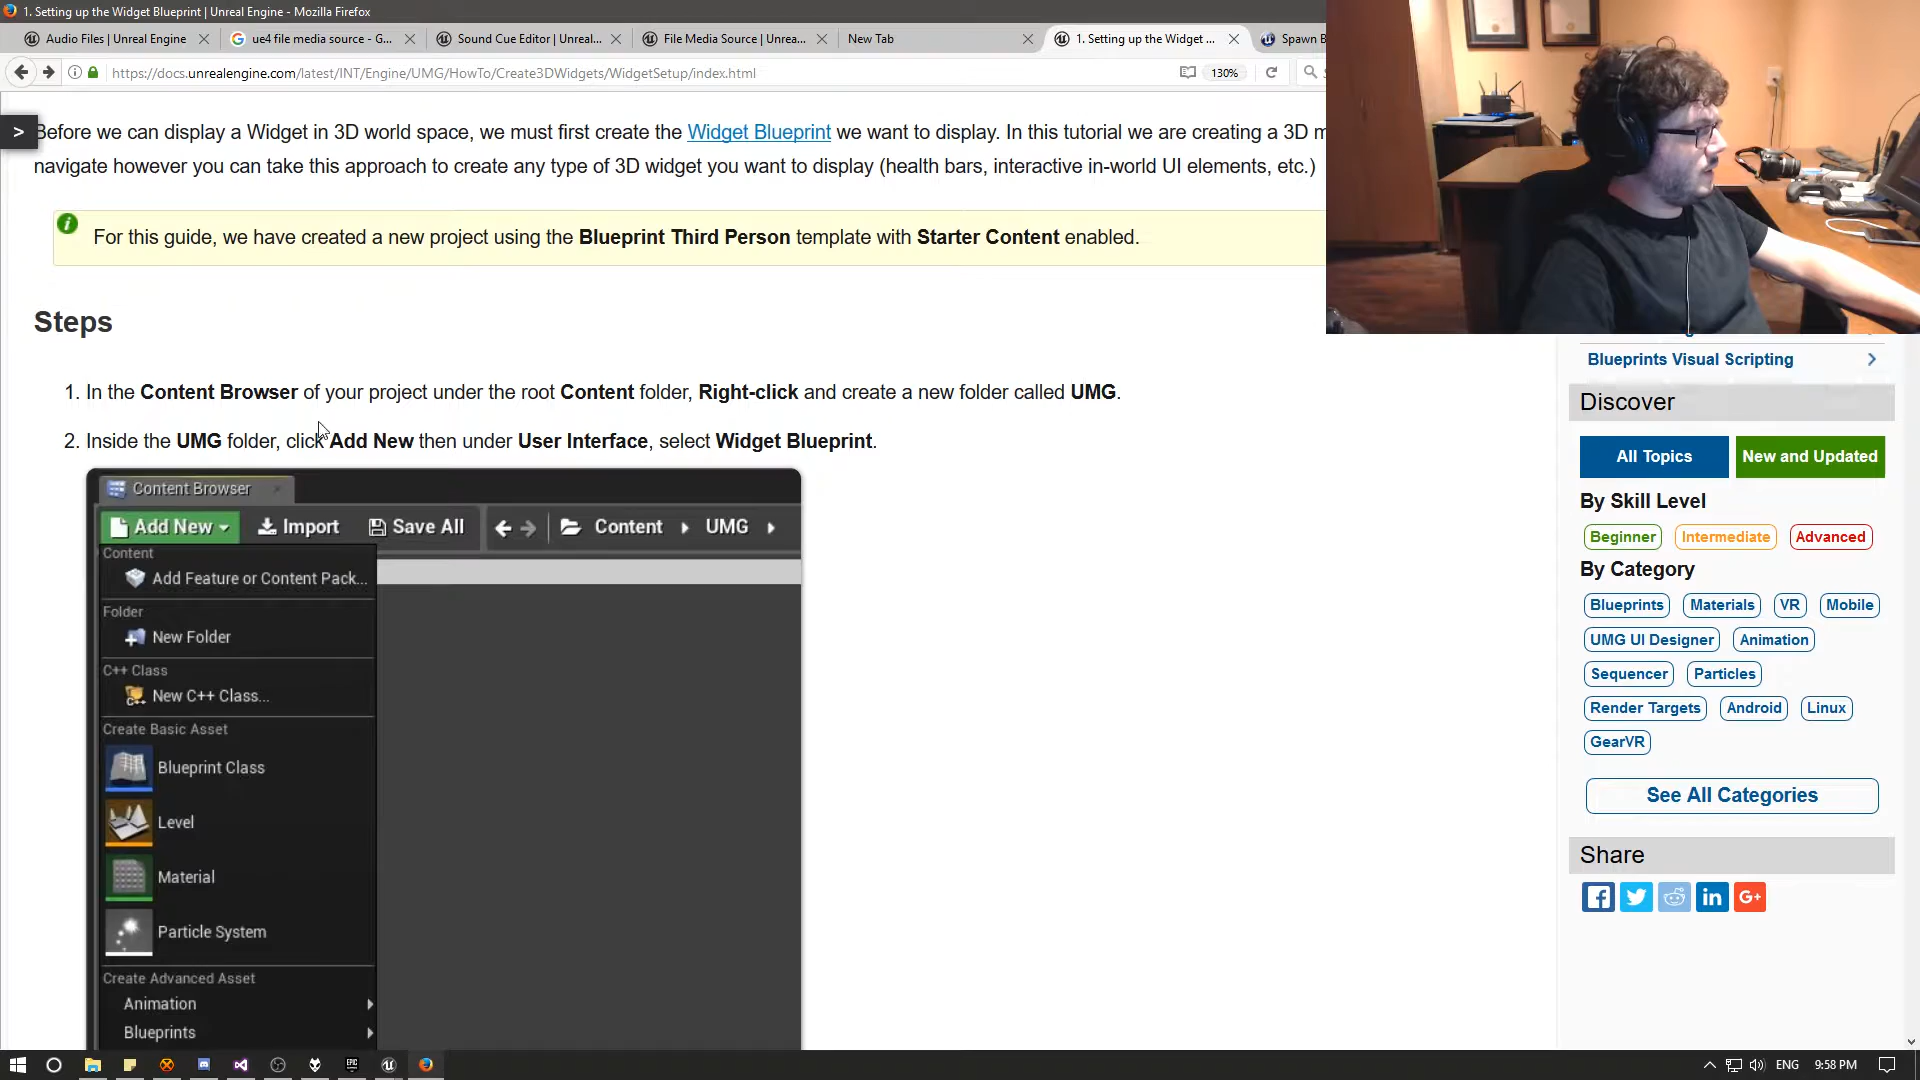 1. Setting up the Widget Blueprint | Unreal Engine - Mozilla Firefox
Audio Files | Unreal Engine
ue4 file media source - G...
Sound Cue Editor | Unreal...
File Media Source | Unrea...
New Tab
1. Setting up the Widget ...
Spawn B
https://docs.unrealengine.com/latest/INT/Engine/UMG/HowTo/Create3DWidgets/WidgetSetup/index.html
130%
>
Before we can display a Widget in 3D world space, we must first create the Widget Blueprint we want to display. In this tutorial we are creating a 3D m
navigate however you can take this approach to create any type of 3D widget you want to display (health bars, interactive in-world UI elements, etc.)
For this guide, we have created a new project using the Blueprint Third Person template with Starter Content enabled.
Steps
1. In the Content Browser of your project under the root Content folder, Right-click and create a new folder called UMG.
2. Inside the UMG folder, click Add New then under User Interface, select Widget Blueprint.
Content Browser
Add New
Import
Save All
Content
UMG
Content
Add Feature or Content Pack...
Folder
New Folder
C++ Class
New C++ Class...
Create Basic Asset
Blueprint Class
Level
Material
Particle System
Create Advanced Asset
Animation
Blueprints
Blueprints Visual Scripting
Discover
All Topics
New and Updated
By Skill Level
Beginner
Intermediate
Advanced
By Category
Blueprints
Materials
VR
Mobile
UMG UI Designer
Animation
Sequencer
Particles
Render Targets
Android
Linux
GearVR
See All Categories
Share
G+
EPIC
ENG
9:58 PM